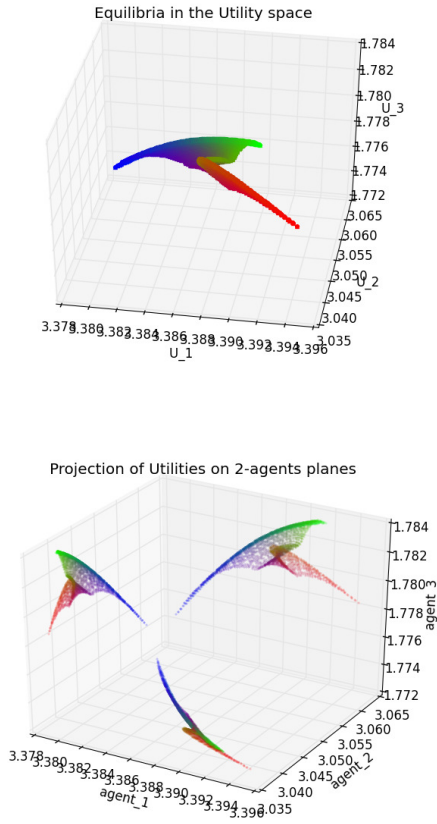 Equilibria in the Utility space
1.784
1.782
1.780
U_3
1.778
1.776
1.774
1.772
3.065
3.060
3.055
3.050
U_2
3.045
3.040
3.035
3.378 3.380 3.382 3.384 3.386 3.388 3.390 3.392 3.394 3.396
U_1
Projection of Utilities on 2-agents planes
1.784
1.782
1.780
agent_3
1.778
1.776
1.774
1.772
3.065
3.060
3.055
3.050
agent_2
3.045
3.040
3.035
3.378 3.380 3.382 3.384 3.386 3.388 3.390 3.392 3.394 3.396
agent_1